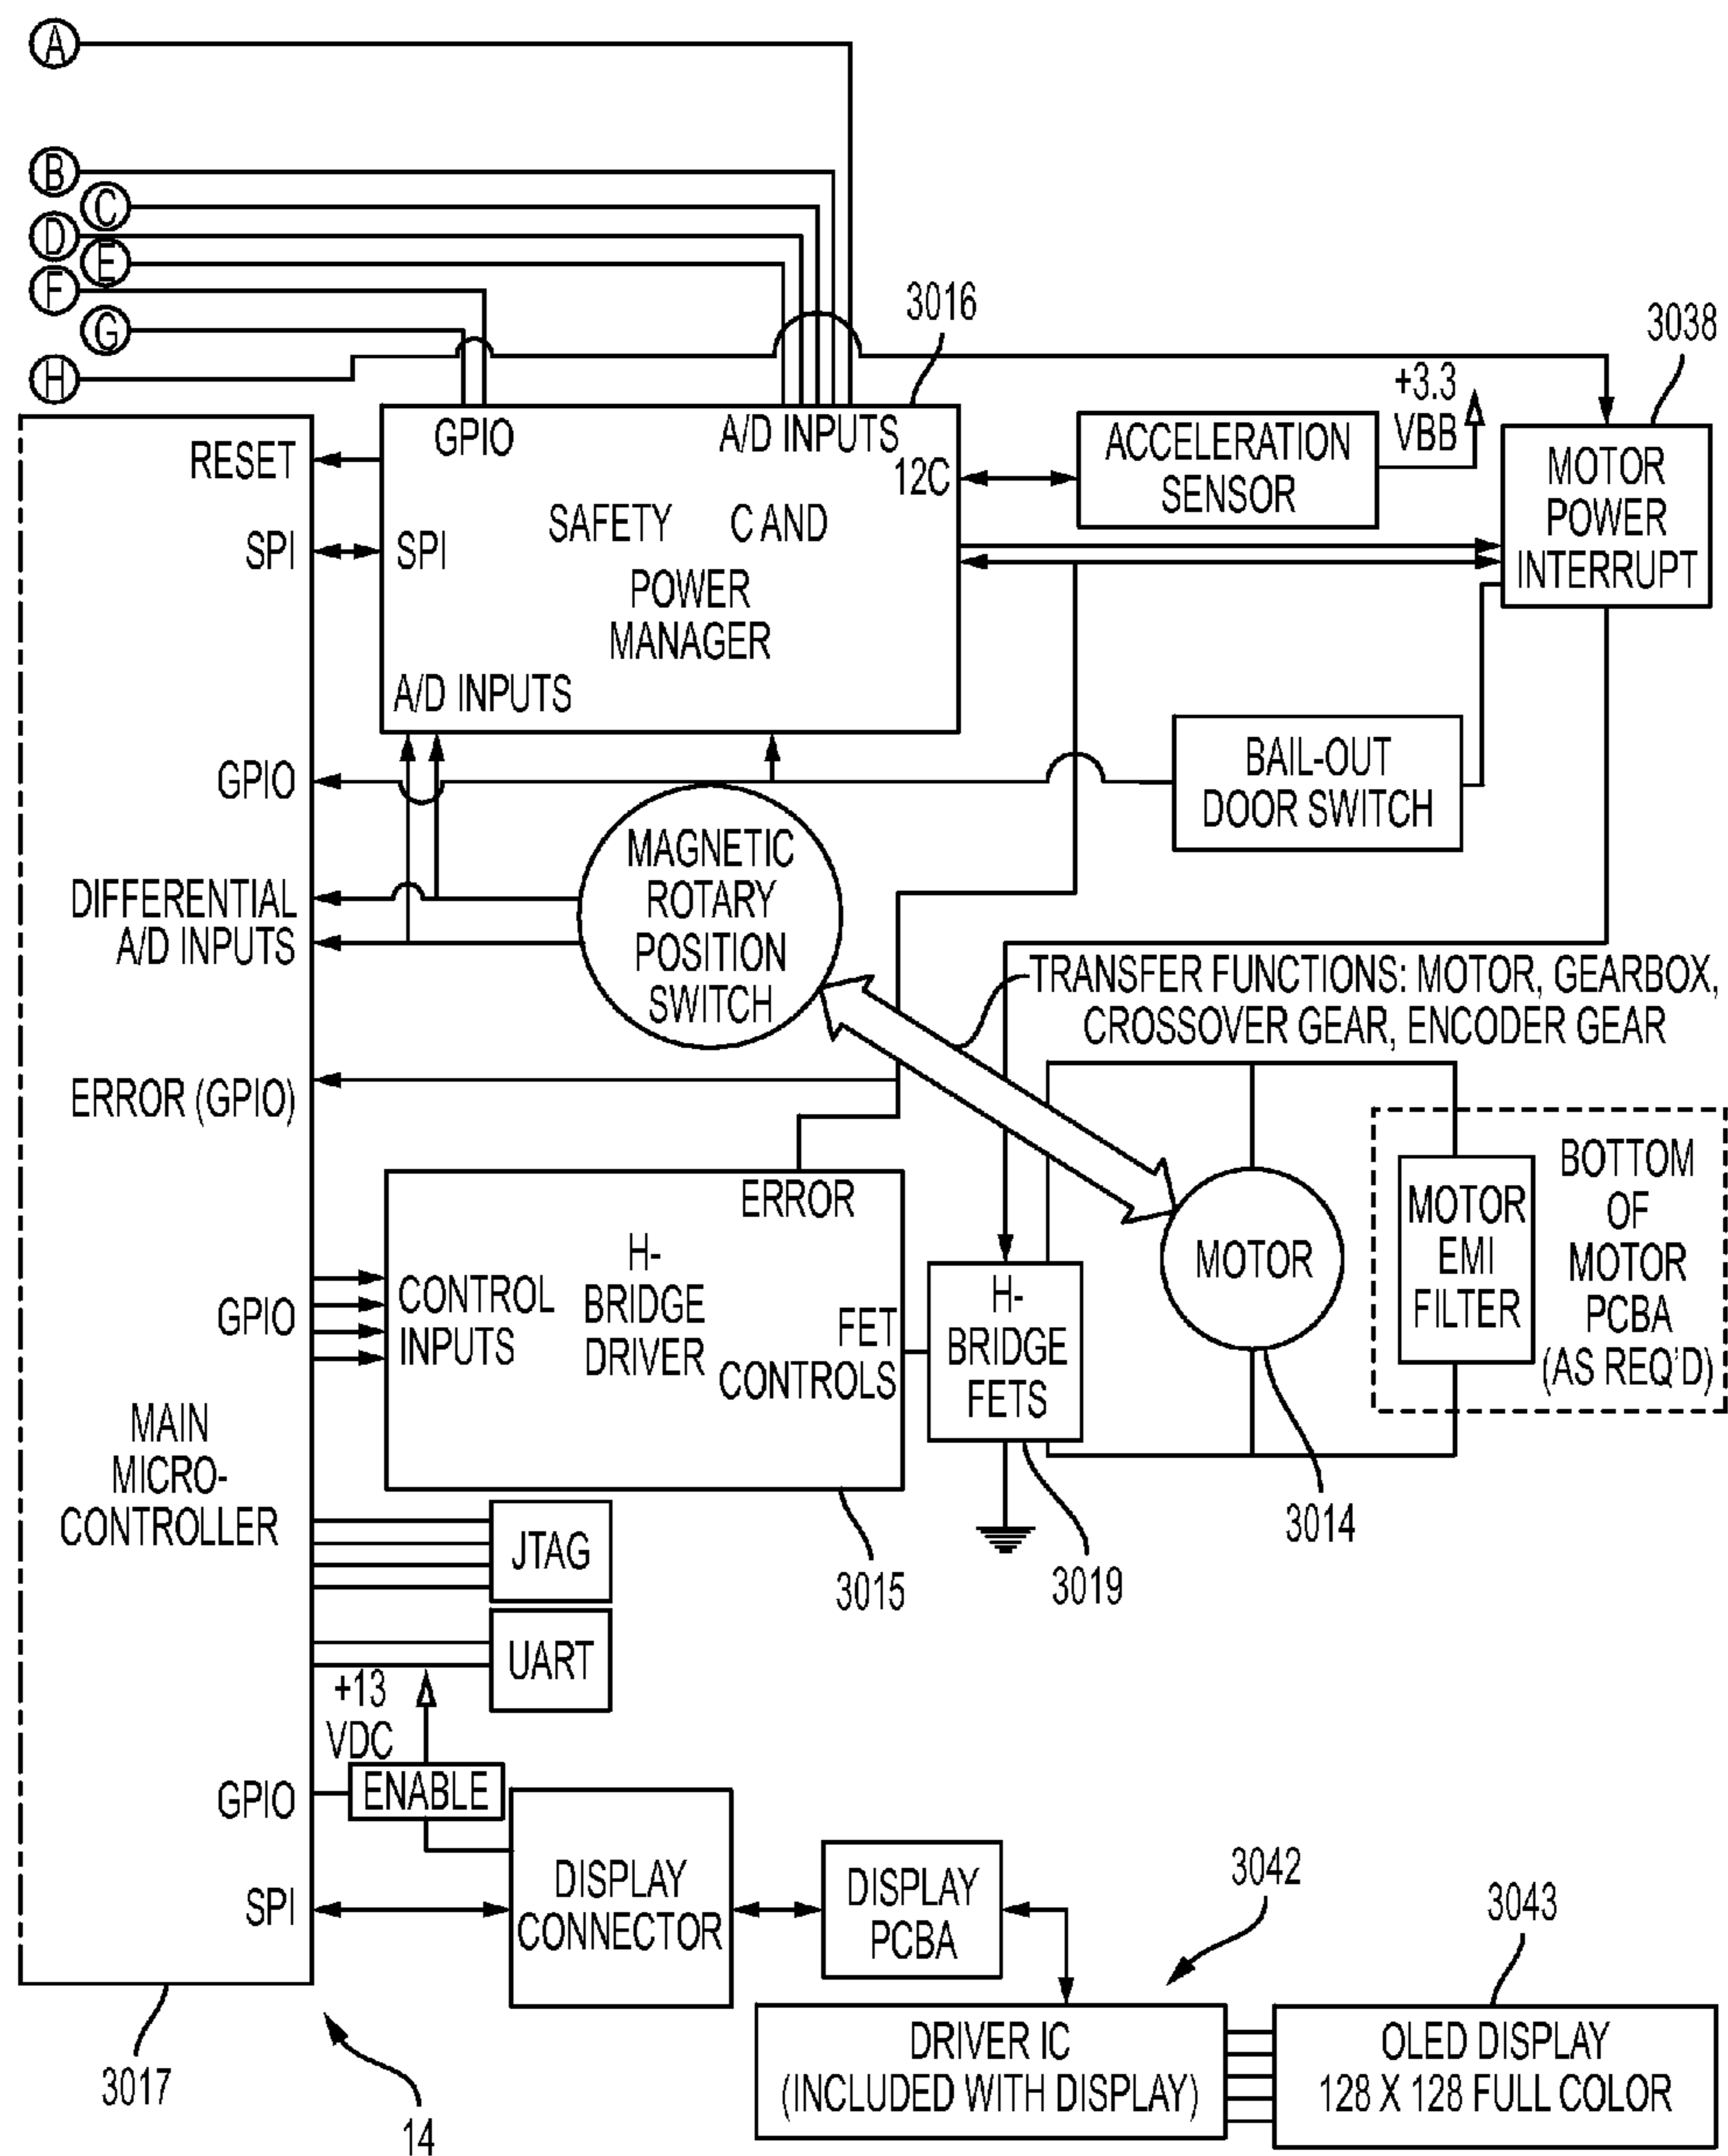 A
B
C
D
E
F
G
H
3016
3038
+3.3
VBB
RESET
GPIO
A/D INPUTS
12C
ACCELERATION
SENSOR
MOTOR
POWER
INTERRUPT
SPI
SPI
SAFETY C AND
POWER
MANAGER
A/D INPUTS
GPIO
BAIL-OUT
DOOR SWITCH
MAGNETIC
ROTARY
POSITION
SWITCH
DIFFERENTIAL
A/D INPUTS
TRANSFER FUNCTIONS: MOTOR, GEARBOX,
CROSSOVER GEAR, ENCODER GEAR
ERROR (GPIO)
ERROR
H-
BRIDGE
DRIVER
GPIO
CONTROL
INPUTS
FET
CONTROLS
H-
BRIDGE
FETS
MOTOR
MOTOR
EMI
FILTER
BOTTOM
OF
MOTOR
PCBA
(AS REQ'D)
MAIN
MICRO-
CONTROLLER
3014
3019
3015
JTAG
UART
+13
VDC
GPIO
ENABLE
SPI
DISPLAY
CONNECTOR
DISPLAY
PCBA
3042
3043
DRIVER IC
(INCLUDED WITH DISPLAY)
OLED DISPLAY
128 X 128 FULL COLOR
3017
14